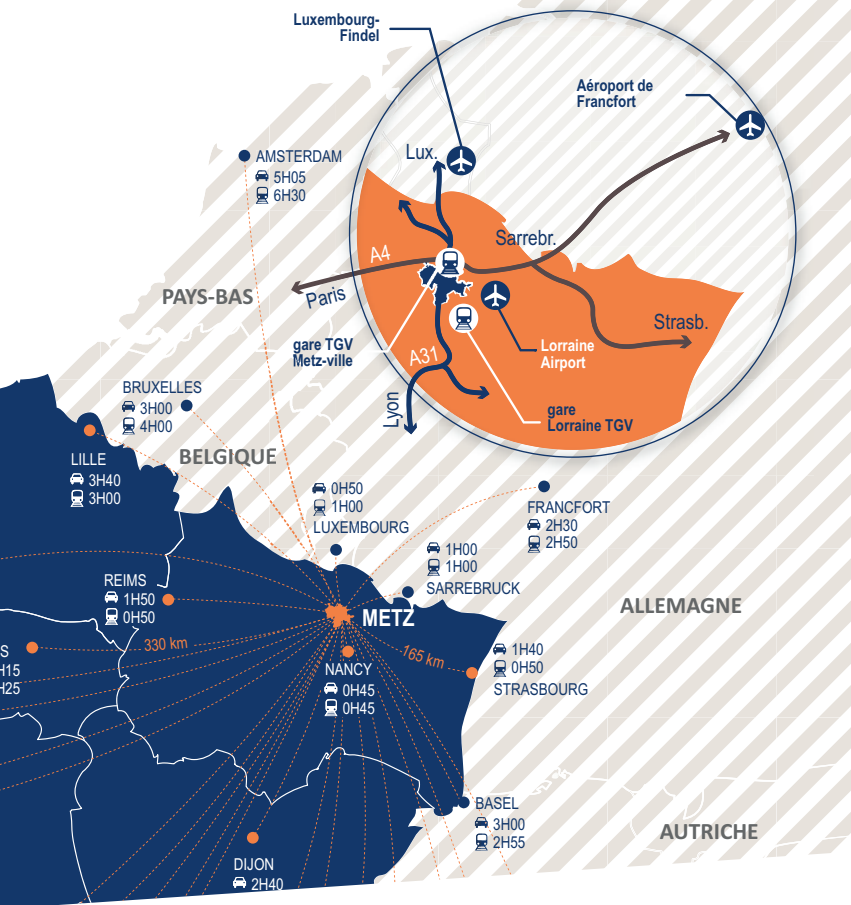 Luxembourg-
Findel
Aéroport de
Francfort
Lux.
AMSTERDAM
5H05
6H30
Sarrebr.
A4
Paris
PAYS-BAS
Strasb.
gare TGV
Metz-ville
Lorraine
Airport
A31
Lyon
gare
Lorraine TGV
BRUXELLES
3H00
4H00
BELGIQUE
LILLE
3H40
3H00
0H50
1H00
LUXEMBOURG
FRANCFORT
2H30
2H50
1H00
1H00
SARREBRUCK
REIMS
1H50
0H50
METZ
ALLEMAGNE
330 km
165 km
S
H15
H25
NANCY
0H45
0H45
1H40
0H50
STRASBOURG
BASEL
3H00
2H55
AUTRICHE
DIJON
2H40